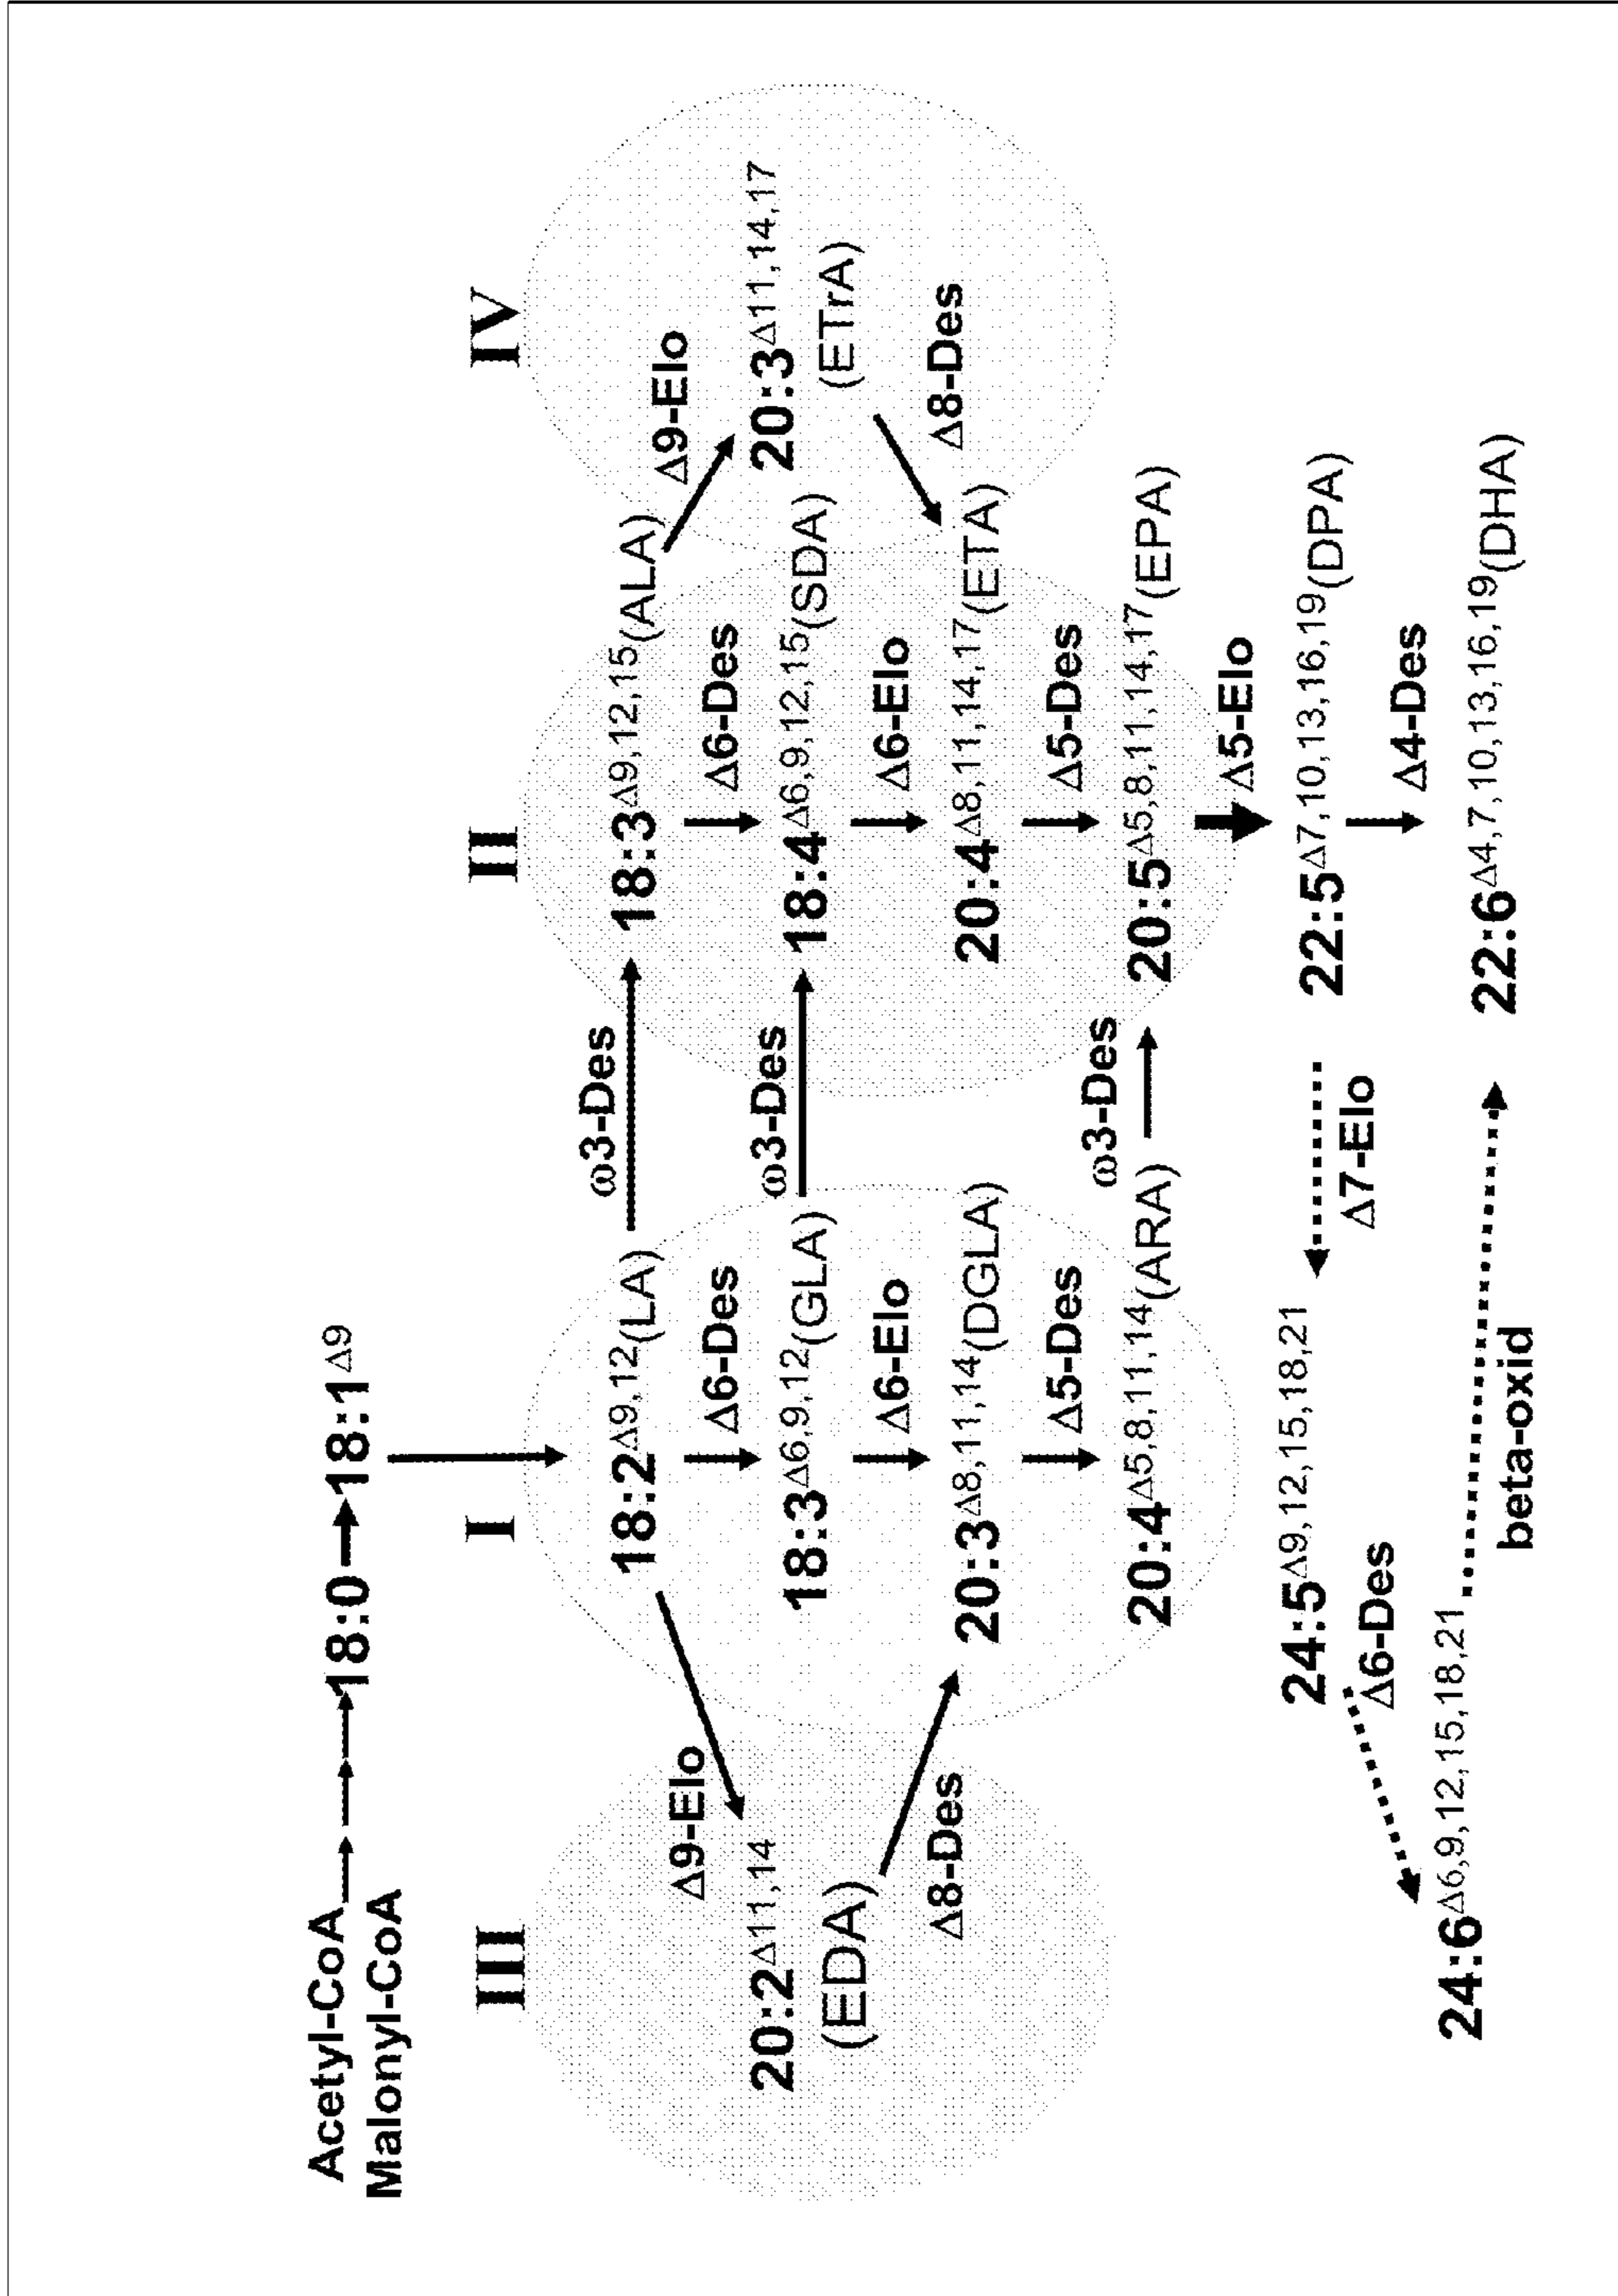 Acetyl-CoA
Malonyl-CoA
18:0
18:1Δ9
III
I
II
IV
18:2Δ9,12(LA)
ω3-Des
18:3Δ9,12,15(ALA)
Δ9-Elo
Δ6-Des
Δ6-Des
Δ9-Elo
20:2Δ11,14
(EDA)
18:3Δ6,9,12(GLA)
ω3-Des
18:4Δ6,9,12,15(SDA)
20:3Δ11,14,17
(ETrA)
Δ8-Des
Δ6-Elo
Δ6-Elo
Δ8-Des
20:3Δ8,11,14(DGLA)
20:4Δ8,11,14,17(ETA)
Δ5-Des
Δ5-Des
20:4Δ5,8,11,14(ARA)
ω3-Des
20:5Δ5,8,11,14,17(EPA)
Δ5-Elo
24:5Δ9,12,15,18,21
Δ7-Elo
22:5Δ7,10,13,16,19(DPA)
Δ6-Des
Δ4-Des
24:6Δ6,9,12,15,18,21
beta-oxid
22:6Δ4,7,10,13,16,19(DHA)